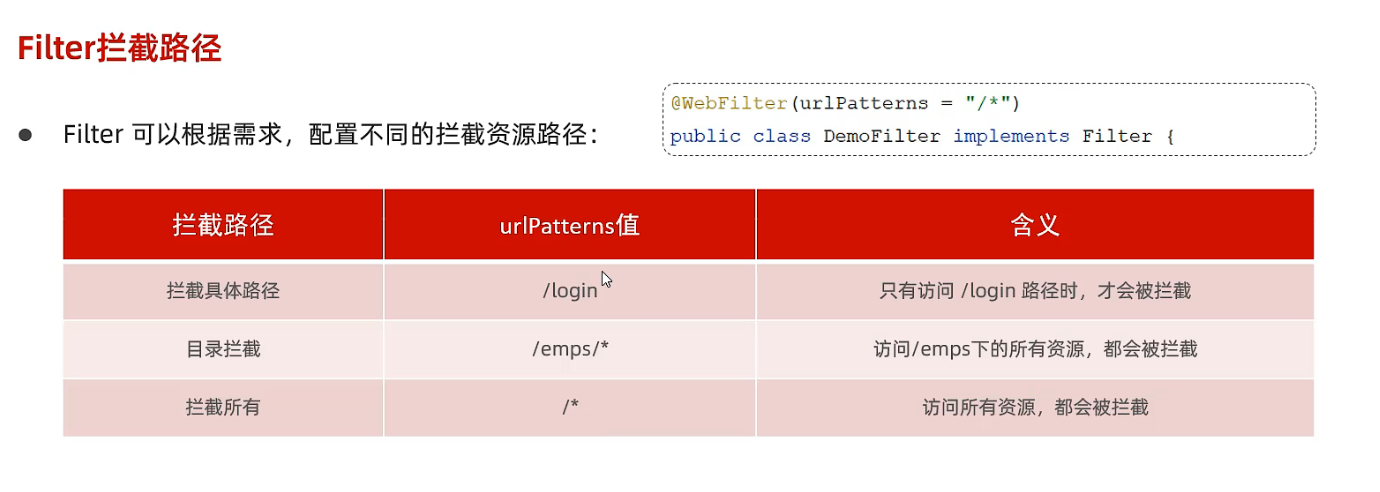 Filter拦截路径
● Filter 可以根据需求，配置不同的拦截资源路径：
@WebFilter(urlPatterns = "/*")
public class DemoFilter implements Filter {
拦截路径 urlPatterns值 含义
拦截具体路径 /login 只有访问 /login 路径时，才会被拦截
目录拦截 /emps/* 访问/emps下的所有资源，都会被拦截
拦截所有 /* 访问所有资源，都会被拦截